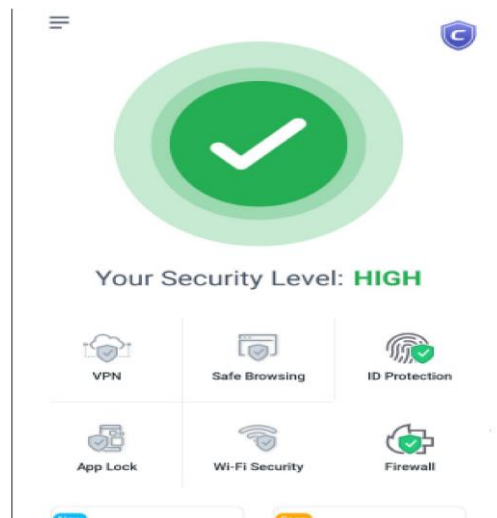 C
Your Security Level: HIGH
VPN
Safe Browsing
ID Protection
App Lock
Wi-Fi Security
Firewall